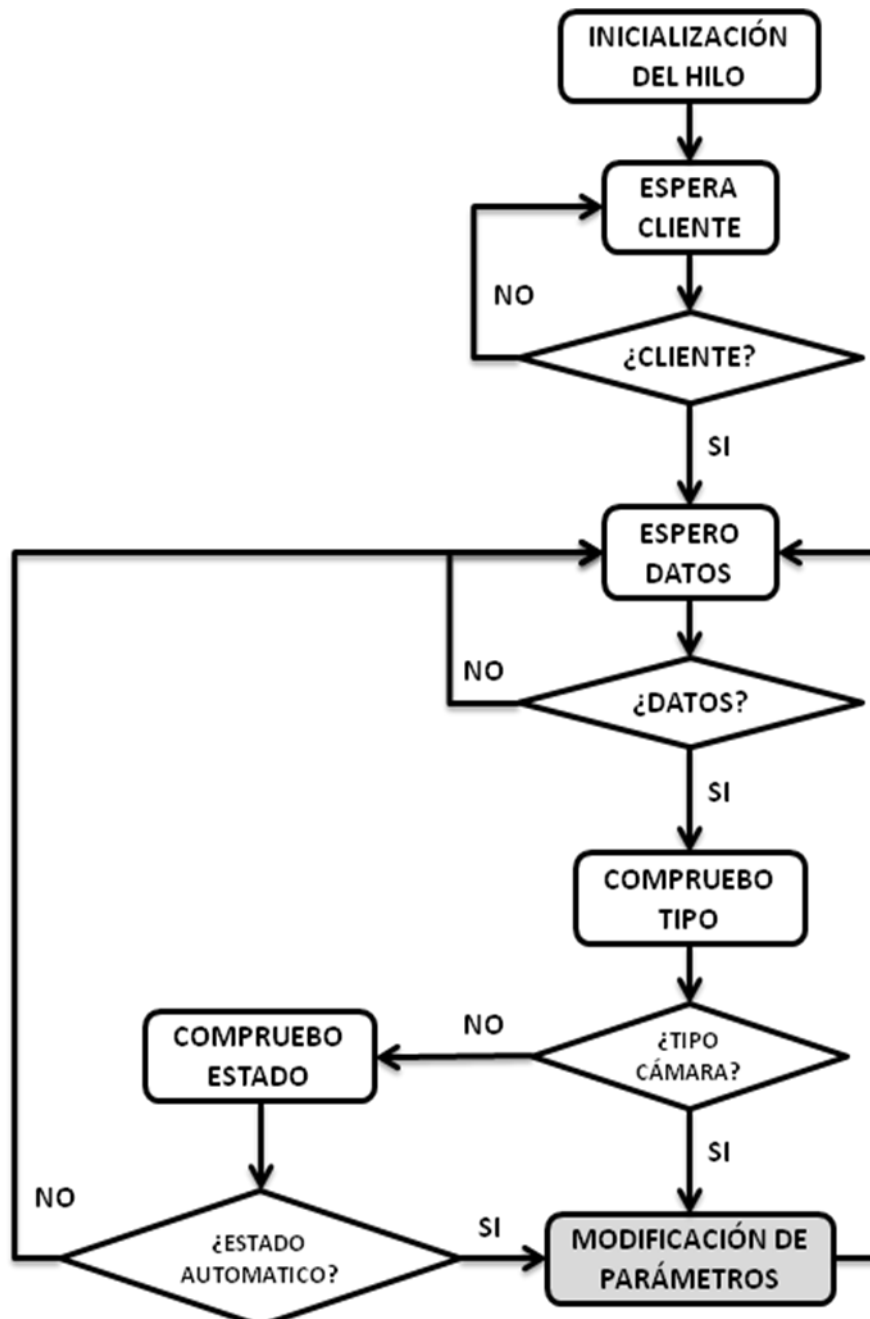 INICIALIZACIÓN
DEL HILO
ESPERA
CLIENTE
NO
¿CLIENTE?
SI
ESPERO
DATOS
NO
¿DATOS?
SI
COMPRUEBO
TIPO
NO
¿TIPO
CÁMARA?
COMPRUEBO
ESTADO
SI
NO
¿ESTADO
AUTOMATICO?
SI
MODIFICACIÓN DE
PARÁMETROS